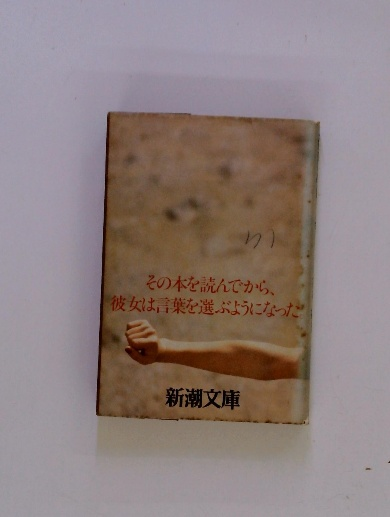 その本を読んでから、
彼女は言葉を選ぶようになった
新潮文庫